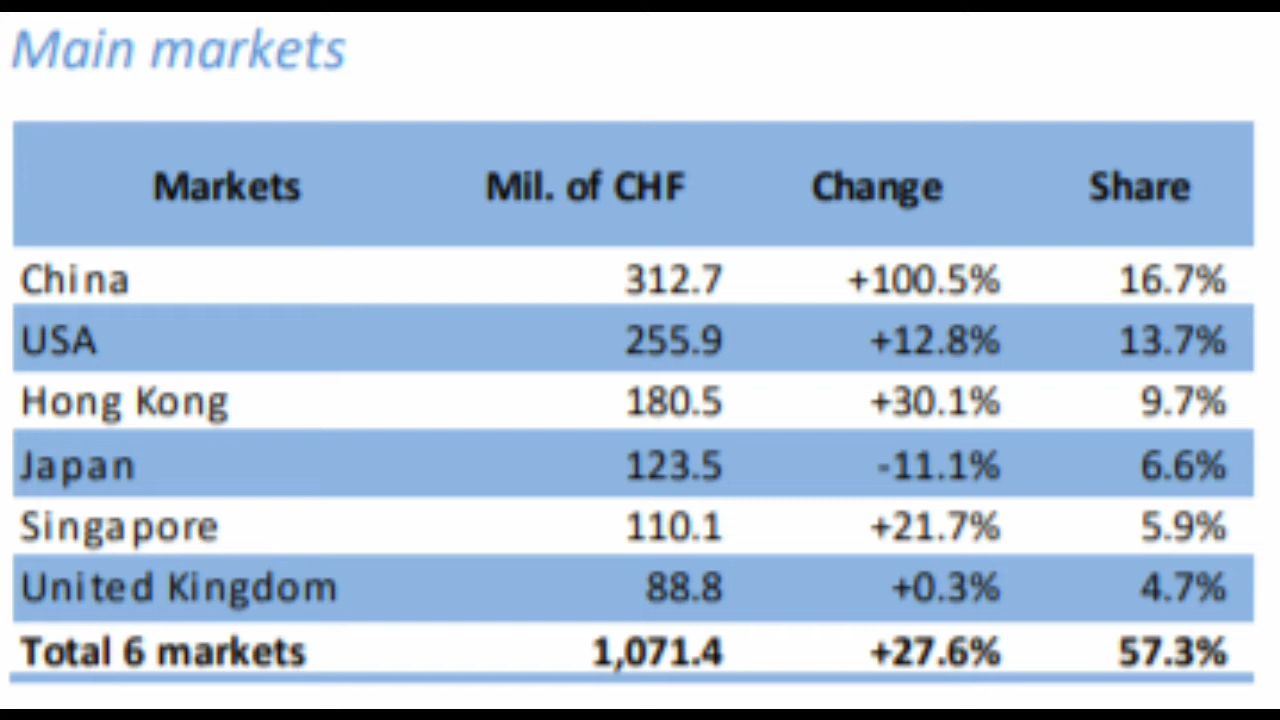 Main markets
Markets Mil. of CHF Change Share
China 312.7 +100.5% 16.7%
USA 255.9 +12.8% 13.7%
Hong Kong 180.5 +30.1% 9.7%
Japan 123.5 -11.1% 6.6%
Singapore 110.1 +21.7% 5.9%
United Kingdom 88.8 +0.3% 4.7%
Total 6 markets 1,071.4 +27.6% 57.3%